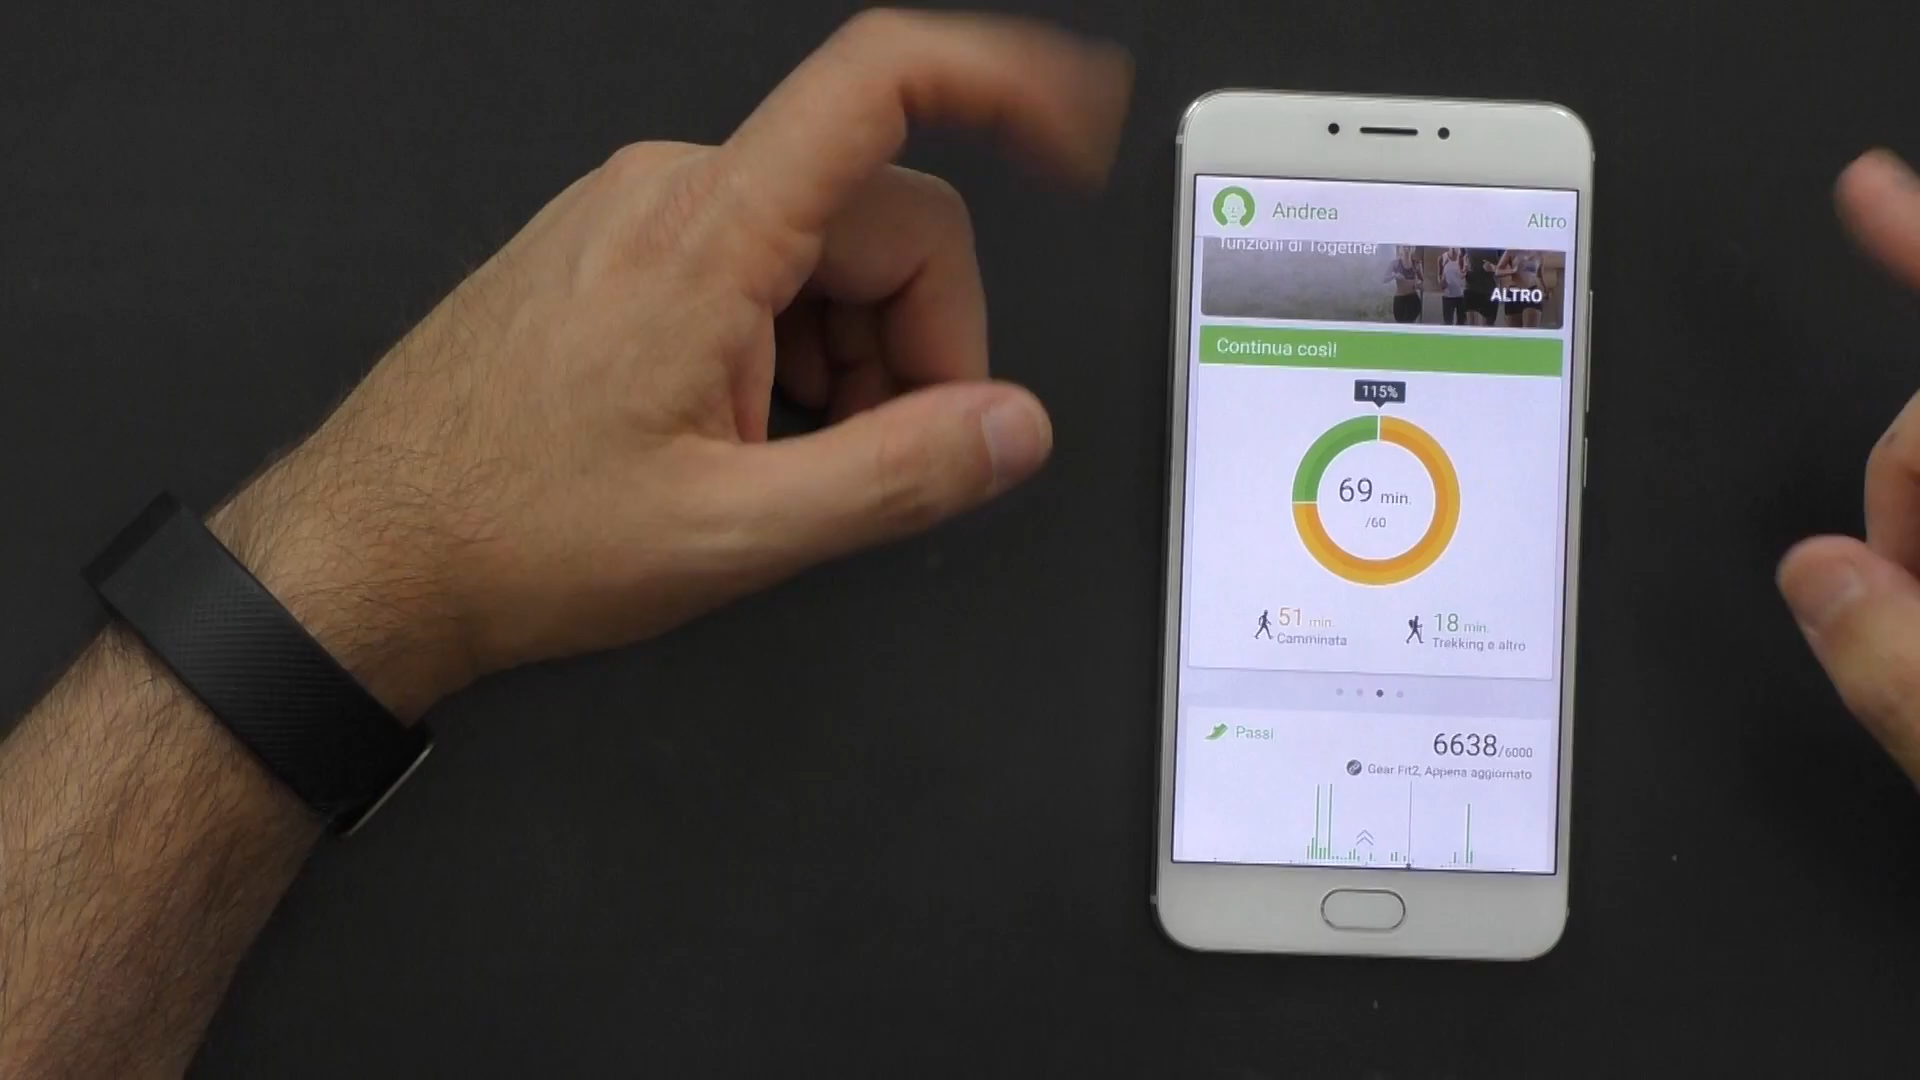 Andrea
Altro
funzioni di Together
ALTRO
Continua così!
115%
69 min.
/60
51 min.
Camminata
18 min.
Trekking e altro
Passi
6638/6000
Gear Fit2, Appena aggiornato